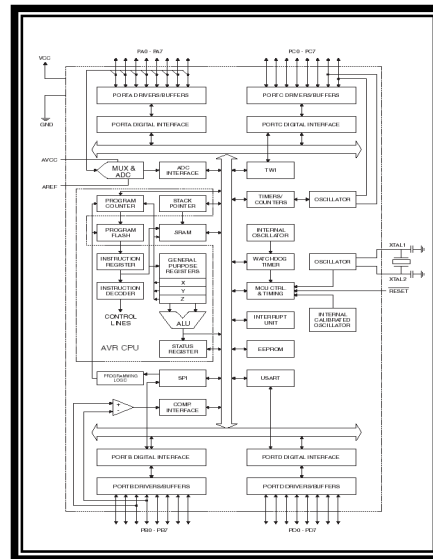 PA0 - PA7
PC0 - PC7
VCC
PORTA DRIVERS/BUFFERS
PORTC DRIVERS/BUFFERS
GND
PORTA DIGITAL INTERFACE
PORTC DIGITAL INTERFACE
AVCC
MUX &
ADC
ADC
INTERFACE
TWI
AREF
PROGRAM
COUNTER
STACK
POINTER
TIMERS/
COUNTERS
OSCILLATOR
PROGRAM
FLASH
SRAM
INTERNAL
OSCILLATOR
XTAL1
INSTRUCTION
REGISTER
GENERAL
PURPOSE
REGISTERS
WATCHDOG
TIMER
OSCILLATOR
X
XTAL2
INSTRUCTION
DECODER
Y
MCU CTRL.
& TIMING
RESET
Z
CONTROL
LINES
ALU
INTERRUPT
UNIT
INTERNAL
CALIBRATED
OSCILLATOR
AVR CPU
STATUS
REGISTER
EEPROM
PROGRAMMING
LOGIC
SPI
USART
+
-
COMP.
INTERFACE
PORTB DIGITAL INTERFACE
PORTD DIGITAL INTERFACE
PORTB DRIVERS/BUFFERS
PORTD DRIVERS/BUFFERS
PB0 - PB7
PD0 - PD7